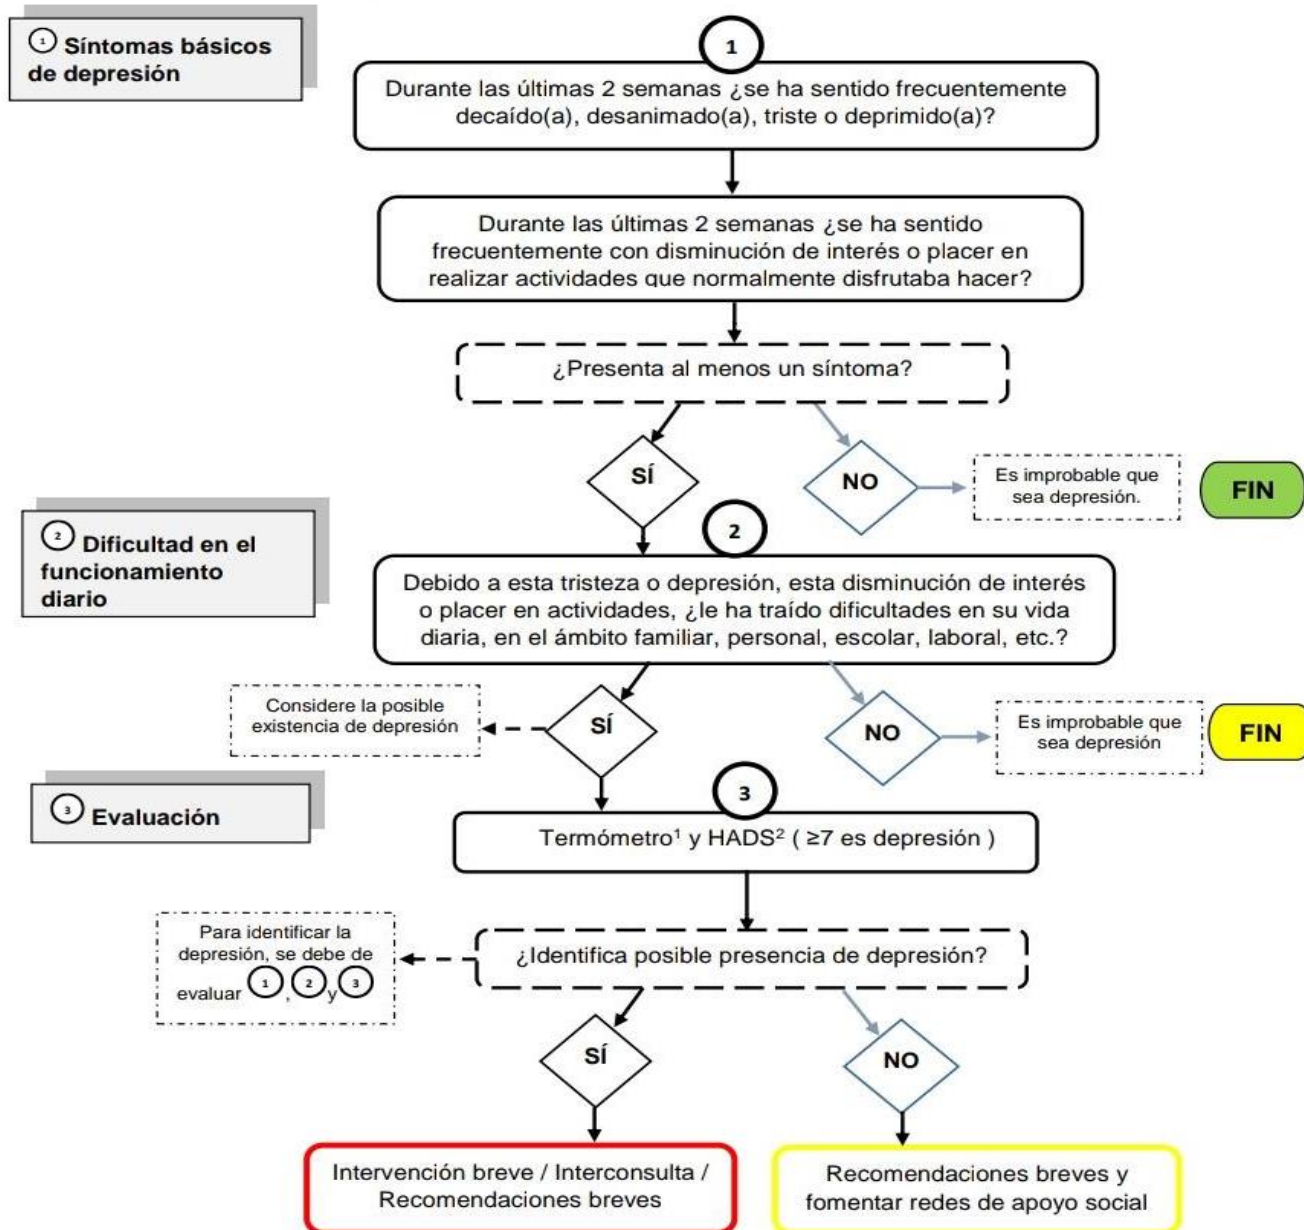 ① Síntomas básicos
de depresión
1
Durante las últimas 2 semanas ¿se ha sentido frecuentemente
decaído(a), desanimado(a), triste o deprimido(a)?
Durante las últimas 2 semanas ¿se ha sentido
frecuentemente con disminución de interés o placer en
realizar actividades que normalmente disfrutaba hacer?
¿Presenta al menos un síntoma?
SÍ
NO
Es improbable que
sea depresión.
FIN
② Dificultad en el
funcionamiento
diario
2
Debido a esta tristeza o depresión, esta disminución de interés
o placer en actividades, ¿le ha traído dificultades en su vida
diaria, en el ámbito familiar, personal, escolar, laboral, etc.?
Considere la posible
existencia de depresión
SÍ
NO
Es improbable que
sea depresión
FIN
③ Evaluación
3
Termómetro¹ y HADS² ( ≥7 es depresión )
Para identificar la
depresión, se debe de
evaluar ①, ② y ③
¿Identifica posible presencia de depresión?
SÍ
NO
Intervención breve / Interconsulta /
Recomendaciones breves
Recomendaciones breves y
fomentar redes de apoyo social